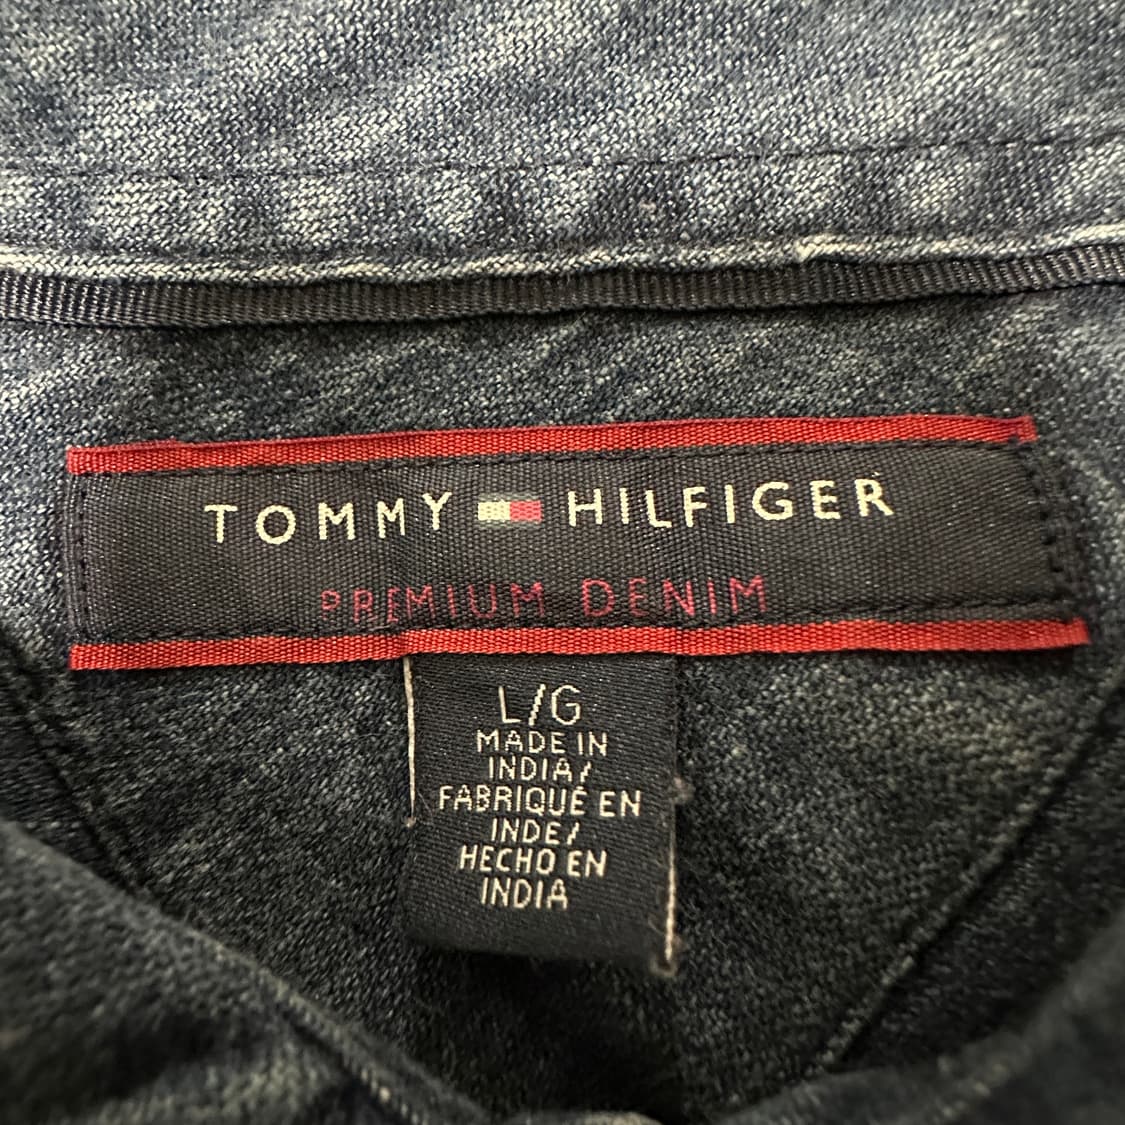 TOMMY HILFIGER
PREMIUM DENIM
L/G
MADE IN
INDIA/
FABRIQUÉ EN
INDE/
HECHO EN
INDIA